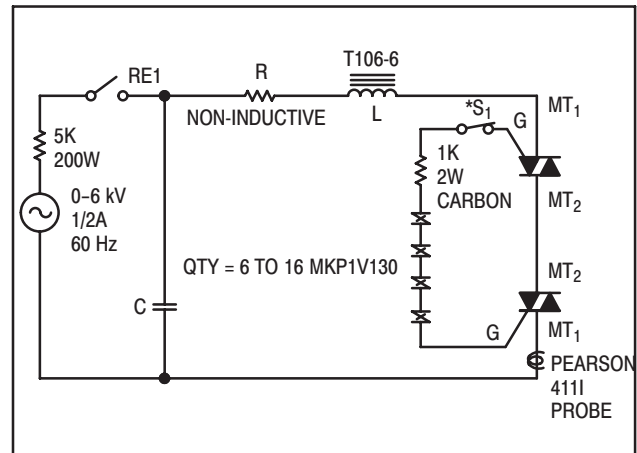 T106-6
RE1
R
NON-INDUCTIVE
L
*S1
G
MT1
5K
200W
1K
2W
CARBON
0–6 kV
1/2A
60 Hz
MT2
QTY = 6 TO 16 MKP1V130
MT2
C
G
MT1
PEARSON
411I
PROBE